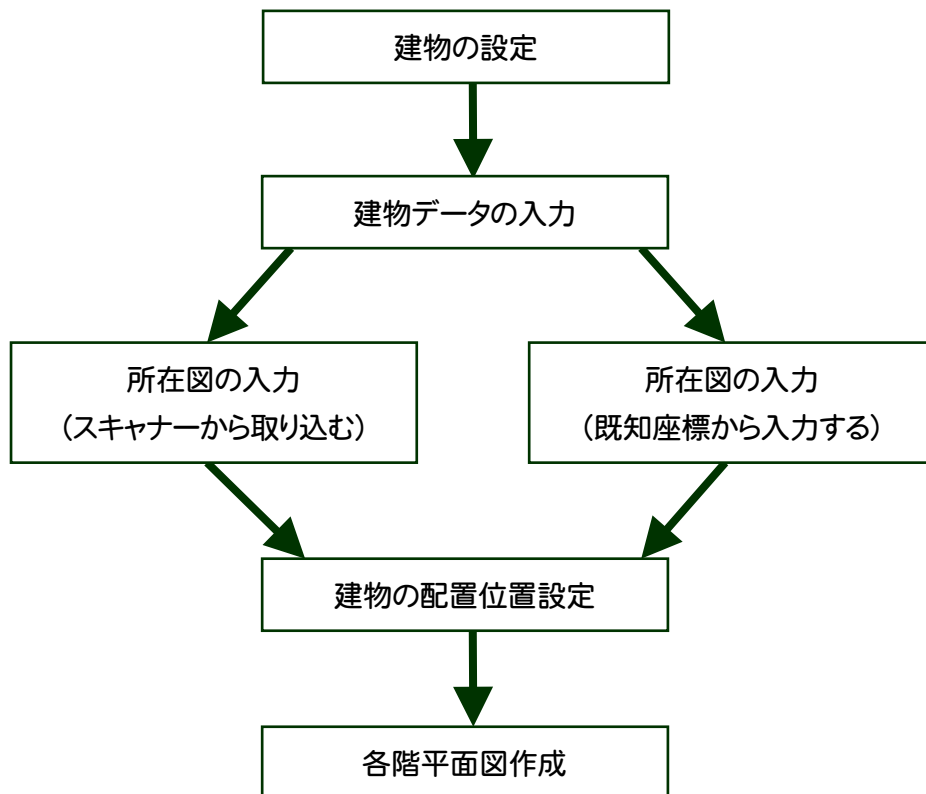 建物の設定
建物データの入力
所在図の入力
（スキャナーから取り込む）
所在図の入力
（既知座標から入力する）
建物の配置位置設定
各階平面図作成